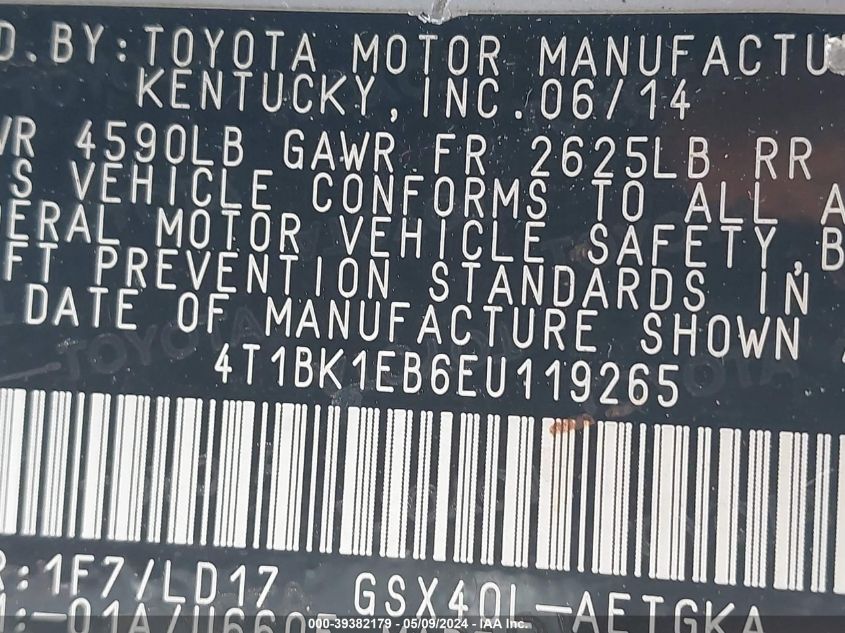 D. BY: TOYOTA MOTOR MANUFACTU
KENTUCKY, INC. 06/14
WR 4590LB GAWR FR 2625LB RR
S VEHICLE CONFORMS TO ALL A
DERAL MOTOR VEHICLE SAFETY, B
FT PREVENTION STANDARDS IN
DATE OF MANUFACTURE SHOWN
4T1BK1EB6EU119265
R: 1F7/LD17 GSX40L-AETGKA
000-39382179 - 05/09/2024 - IAA Inc.